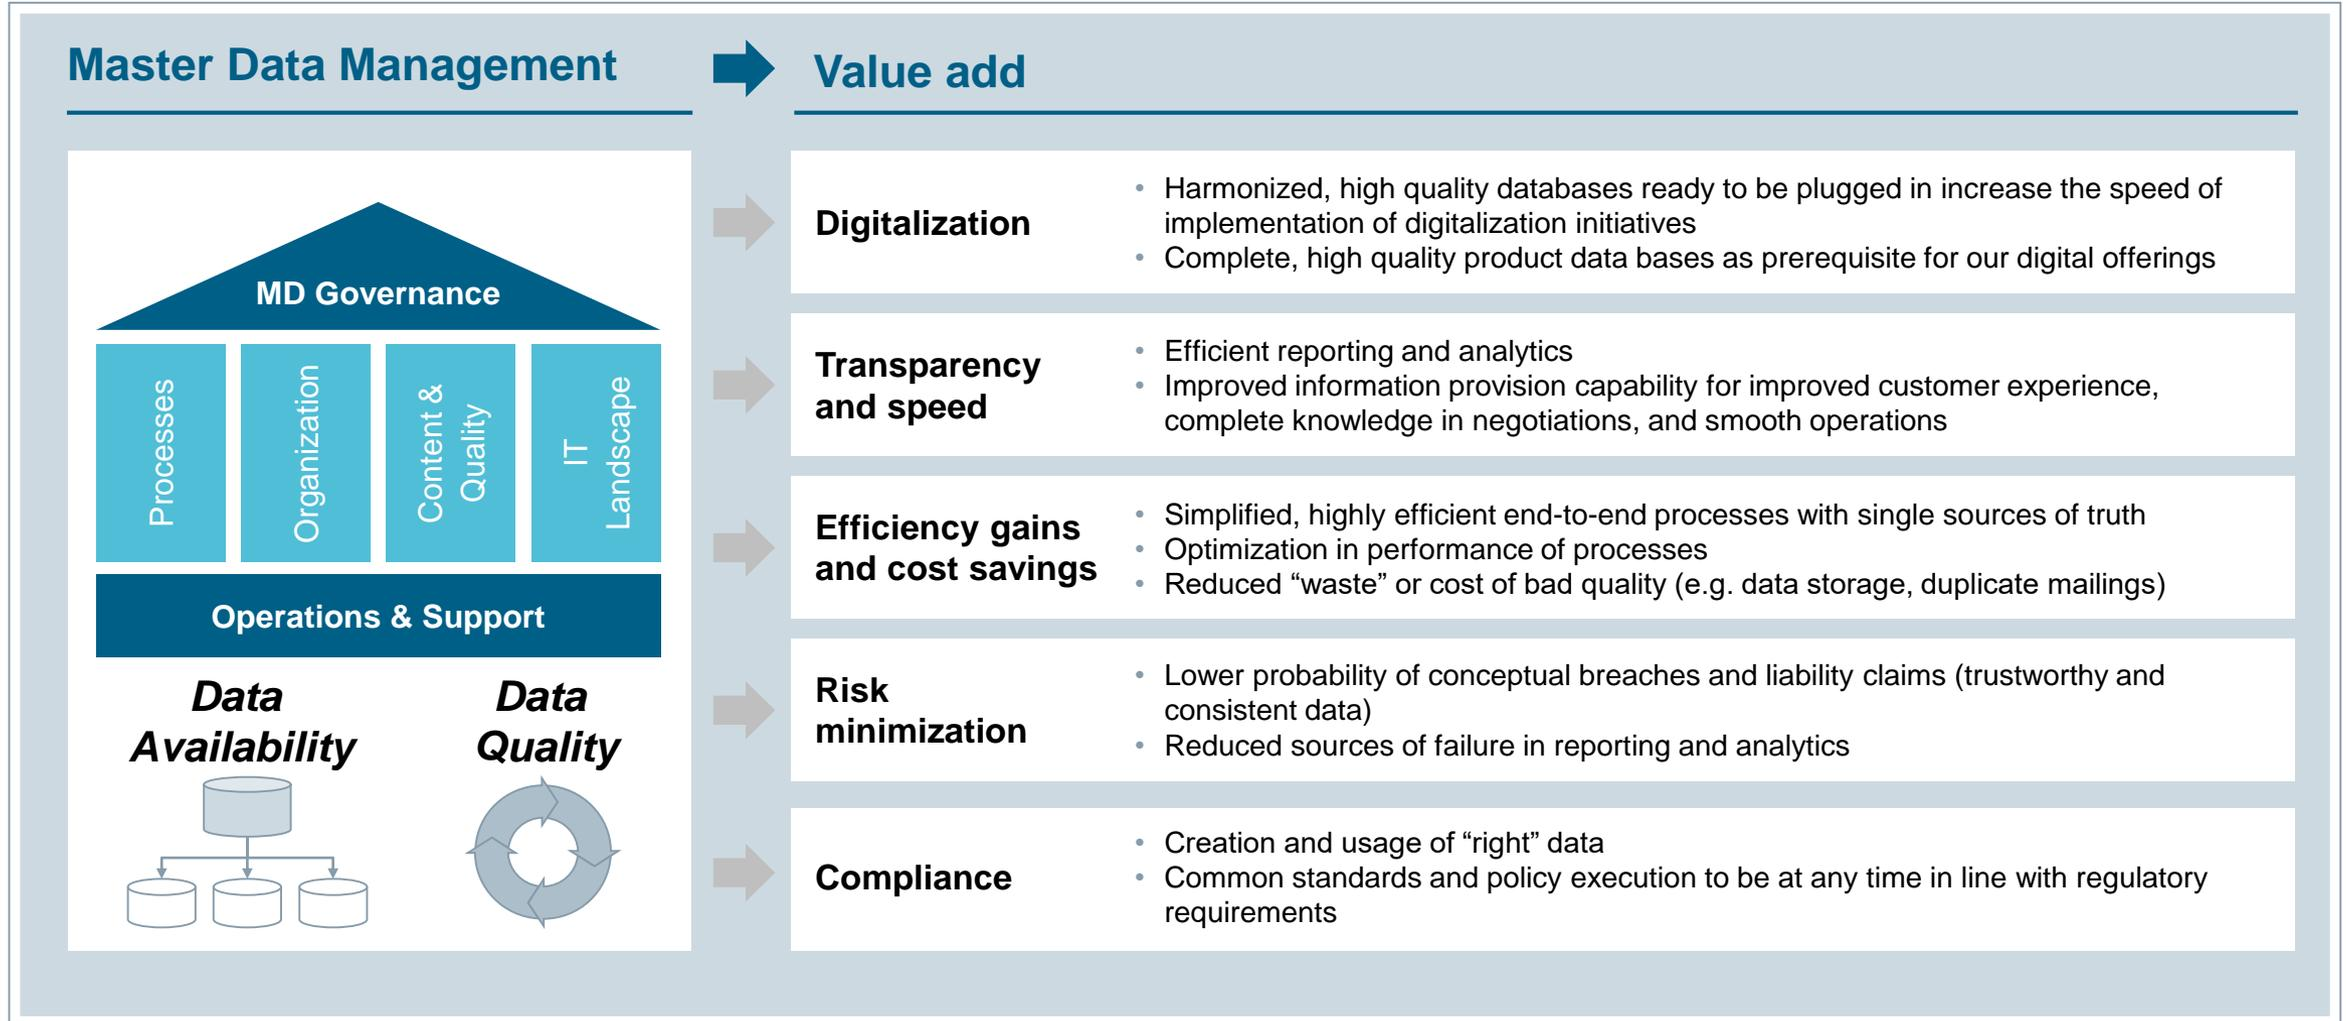 Master Data Management
Value add
MD Governance
Processes
Organization
Content &
Quality
IT
Landscape
Operations & Support
Data
Availability
Data
Quality
Digitalization
• Harmonized, high quality databases ready to be plugged in increase the speed of
implementation of digitalization initiatives
• Complete, high quality product data bases as prerequisite for our digital offerings
Transparency
and speed
• Efficient reporting and analytics
• Improved information provision capability for improved customer experience,
complete knowledge in negotiations, and smooth operations
Efficiency gains
and cost savings
• Simplified, highly efficient end-to-end processes with single sources of truth
• Optimization in performance of processes
• Reduced “waste” or cost of bad quality (e.g. data storage, duplicate mailings)
Risk
minimization
• Lower probability of conceptual breaches and liability claims (trustworthy and
consistent data)
• Reduced sources of failure in reporting and analytics
Compliance
• Creation and usage of “right” data
• Common standards and policy execution to be at any time in line with regulatory
requirements